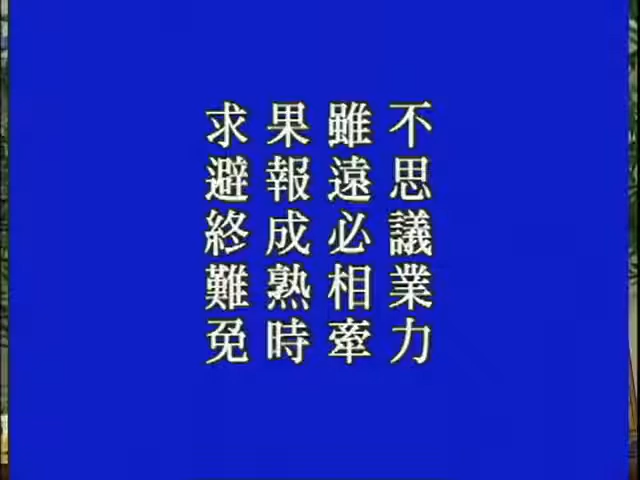 不思議業力
雖遠必相牽
果報成熟時
求避終難免